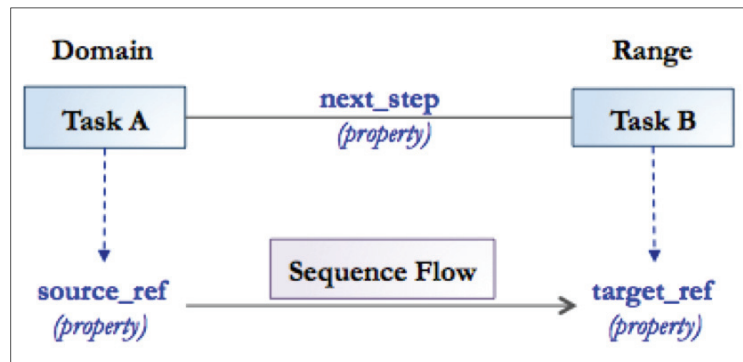 Domain
Range
Task A
next_step
(property)
Task B
Sequence Flow
source_ref
(property)
target_ref
(property)